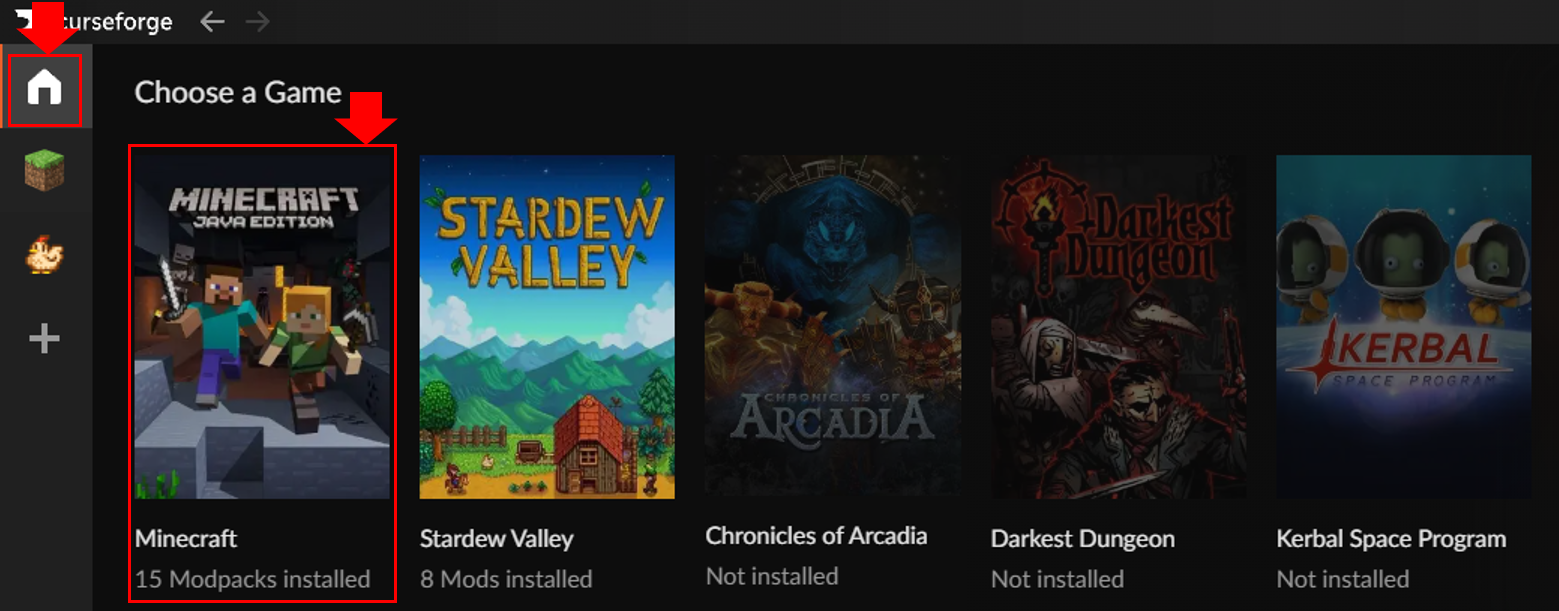 curseforge
Choose a Game
MINECRAFT
JAVA EDITION
STARDEW
VALLEY
CHRONICLES OF
ARCADIA
Darkest
Dungeon
KERBAL
SPACE PROGRAM
Minecraft
15 Modpacks installed
Stardew Valley
8 Mods installed
Chronicles of Arcadia
Not installed
Darkest Dungeon
Not installed
Kerbal Space Program
Not installed